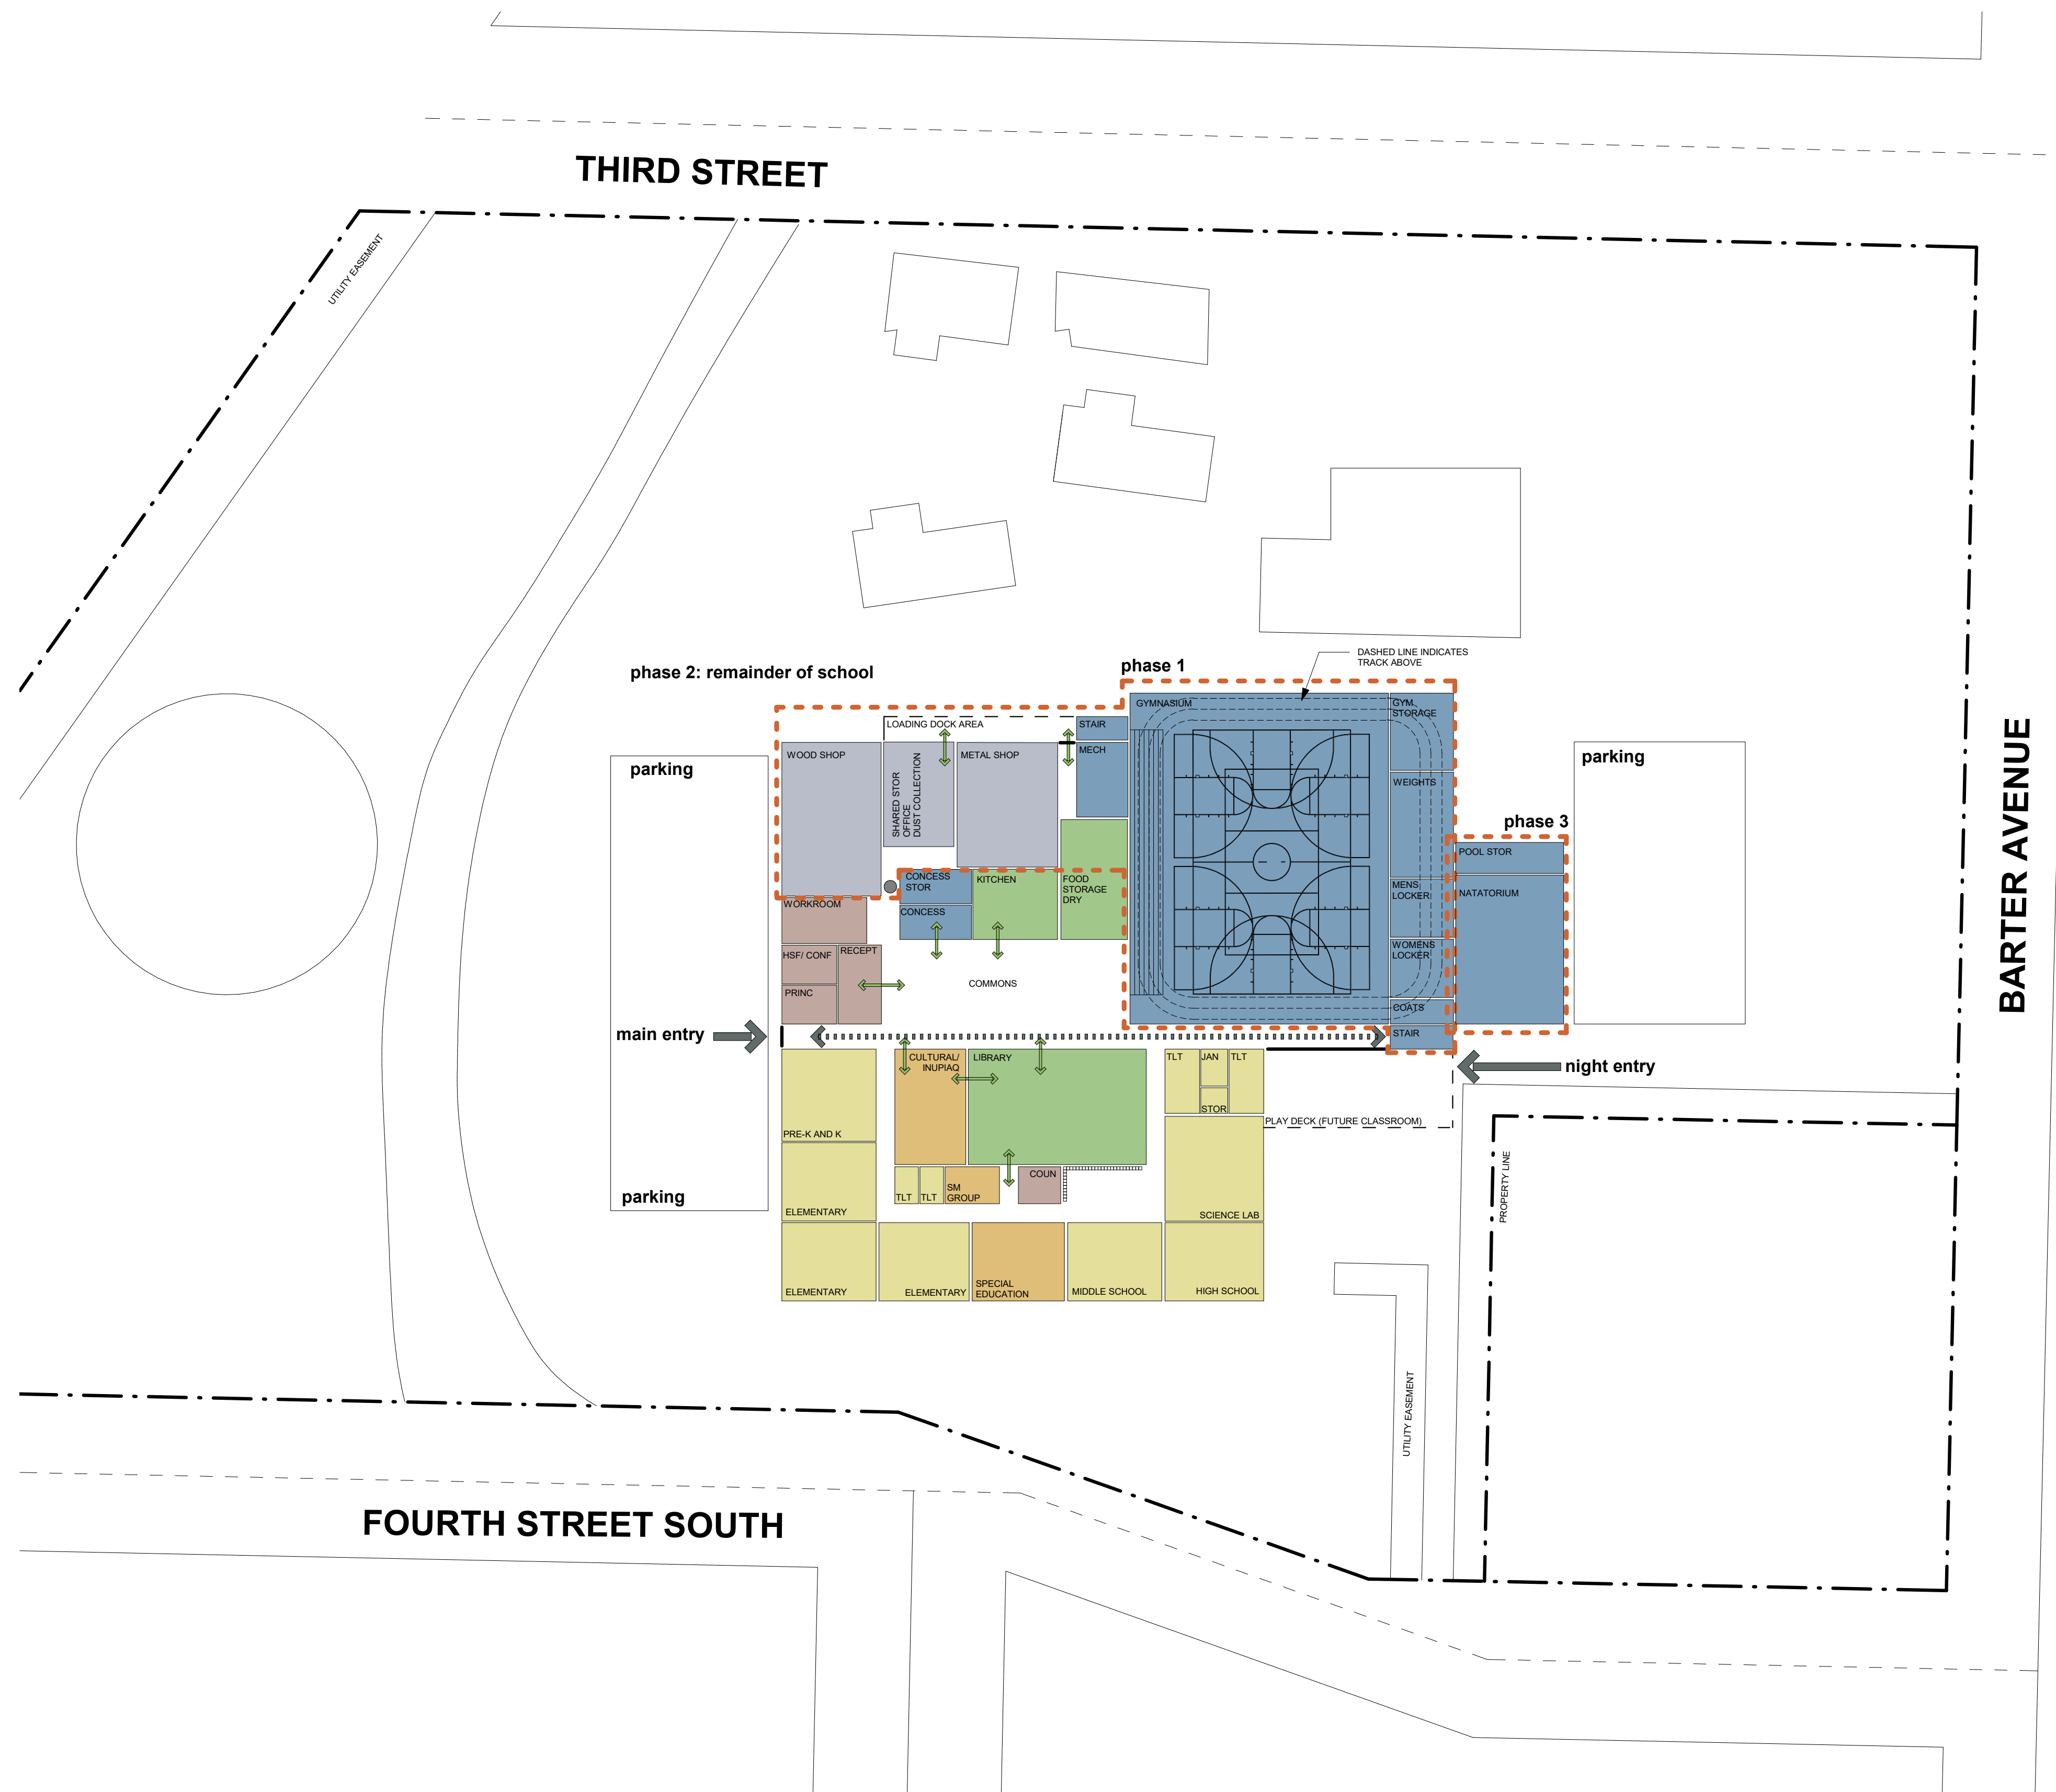 THIRD STREET
UTILITY EASEMENT
phase 2: remainder of school
phase 1
DASHED LINE INDICATES
TRACK ABOVE
GYMNASIUM
GYM
STORAGE
LOADING DOCK AREA
STAIR
parking
WOOD SHOP
SHARED STOR
OFFICE
DUST COLLECTION
METAL SHOP
MECH
WEIGHTS
parking
phase 3
POOL STOR
CONCESS
STOR
KITCHEN
FOOD
STORAGE
DRY
MENS
LOCKER
NATATORIUM
WORKROOM
CONCESS
HSF/ CONF
RECEPT
WOMENS
LOCKER
PRINC
COMMONS
COATS
main entry
STAIR
BARTER AVENUE
CULTURAL/
INUPIAQ
LIBRARY
TLT
JAN
TLT
night entry
STOR
PLAY DECK (FUTURE CLASSROOM)
PRE-K AND K
PROPERTY LINE
COUN
parking
TLT
TLT
SM
GROUP
ELEMENTARY
SCIENCE LAB
ELEMENTARY
ELEMENTARY
SPECIAL
EDUCATION
MIDDLE SCHOOL
HIGH SCHOOL
UTILITY EASEMENT
FOURTH STREET SOUTH